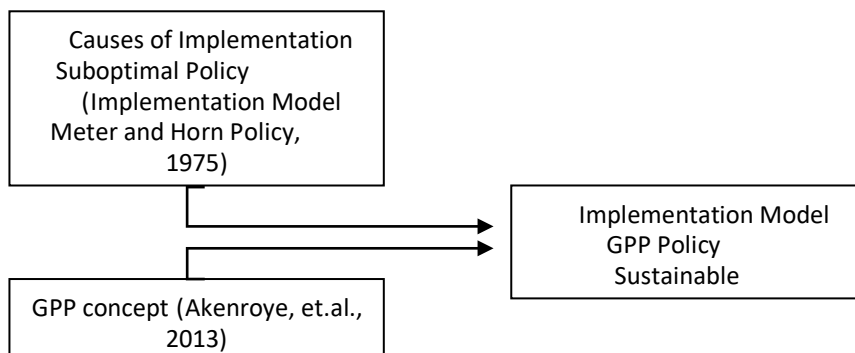 Causes of Implementation
Suboptimal Policy
(Implementation Model
Meter and Horn Policy,
1975)
Implementation Model
GPP Policy
Sustainable
GPP concept (Akenroye, et.al.,
2013)